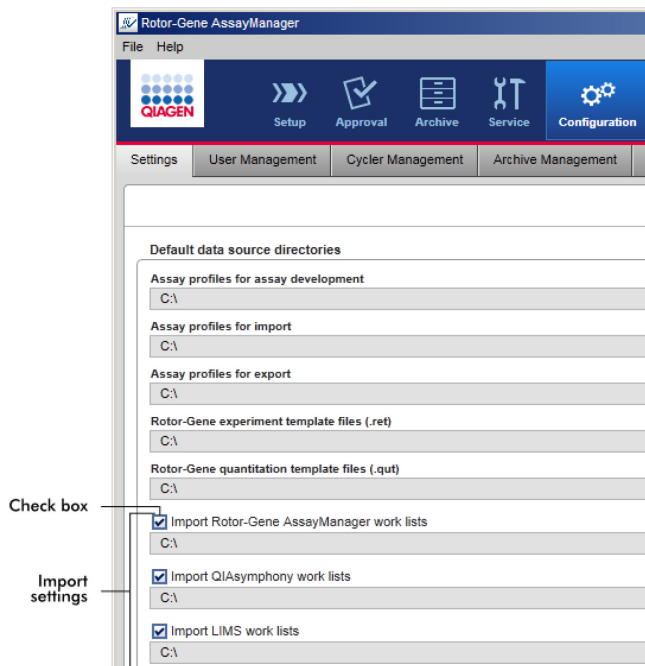 Rotor-Gene AssayManager
File Help
QIAGEN
Setup Approval Archive Service Configuration
Settings User Management Cycler Management Archive Management
Default data source directories
Assay profiles for assay development
C:\
Assay profiles for import
C:\
Assay profiles for export
C:\
Rotor-Gene experiment template files (.ret)
C:\
Rotor-Gene quantitation template files (.qut)
C:\
Check box
Import Rotor-Gene AssayManager work lists
C:\
Import QIAsymphony work lists
Import
settings
C:\
Import LIMS work lists
C:\